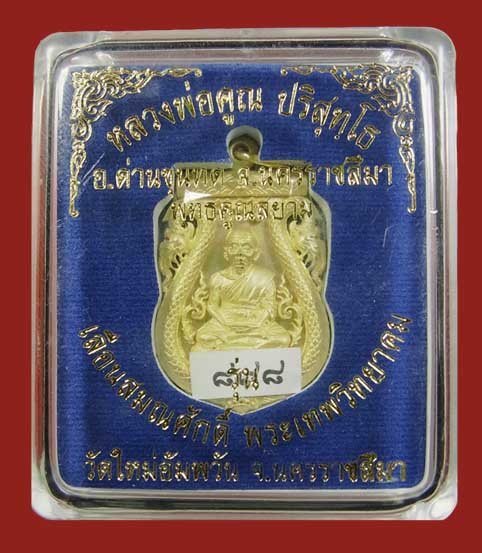 หลวงพ่อคูณ ปริสุทฺโธ
อ.ด่านขุนทด จ.นครราชสีมา
พุทธคูณสยาม
๘รุ่น๘
เลื่อนสมณศักดิ์ พระเทพวิทยาคม
วัดใหม่อัมพวัน จ.นครราชสีมา